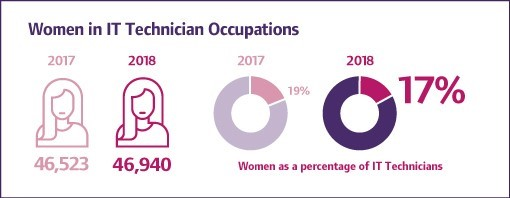 Women in IT Technician Occupations
2017 2018 2017 2018
19% 17%
46,523 46,940
Women as a percentage of IT Technicians